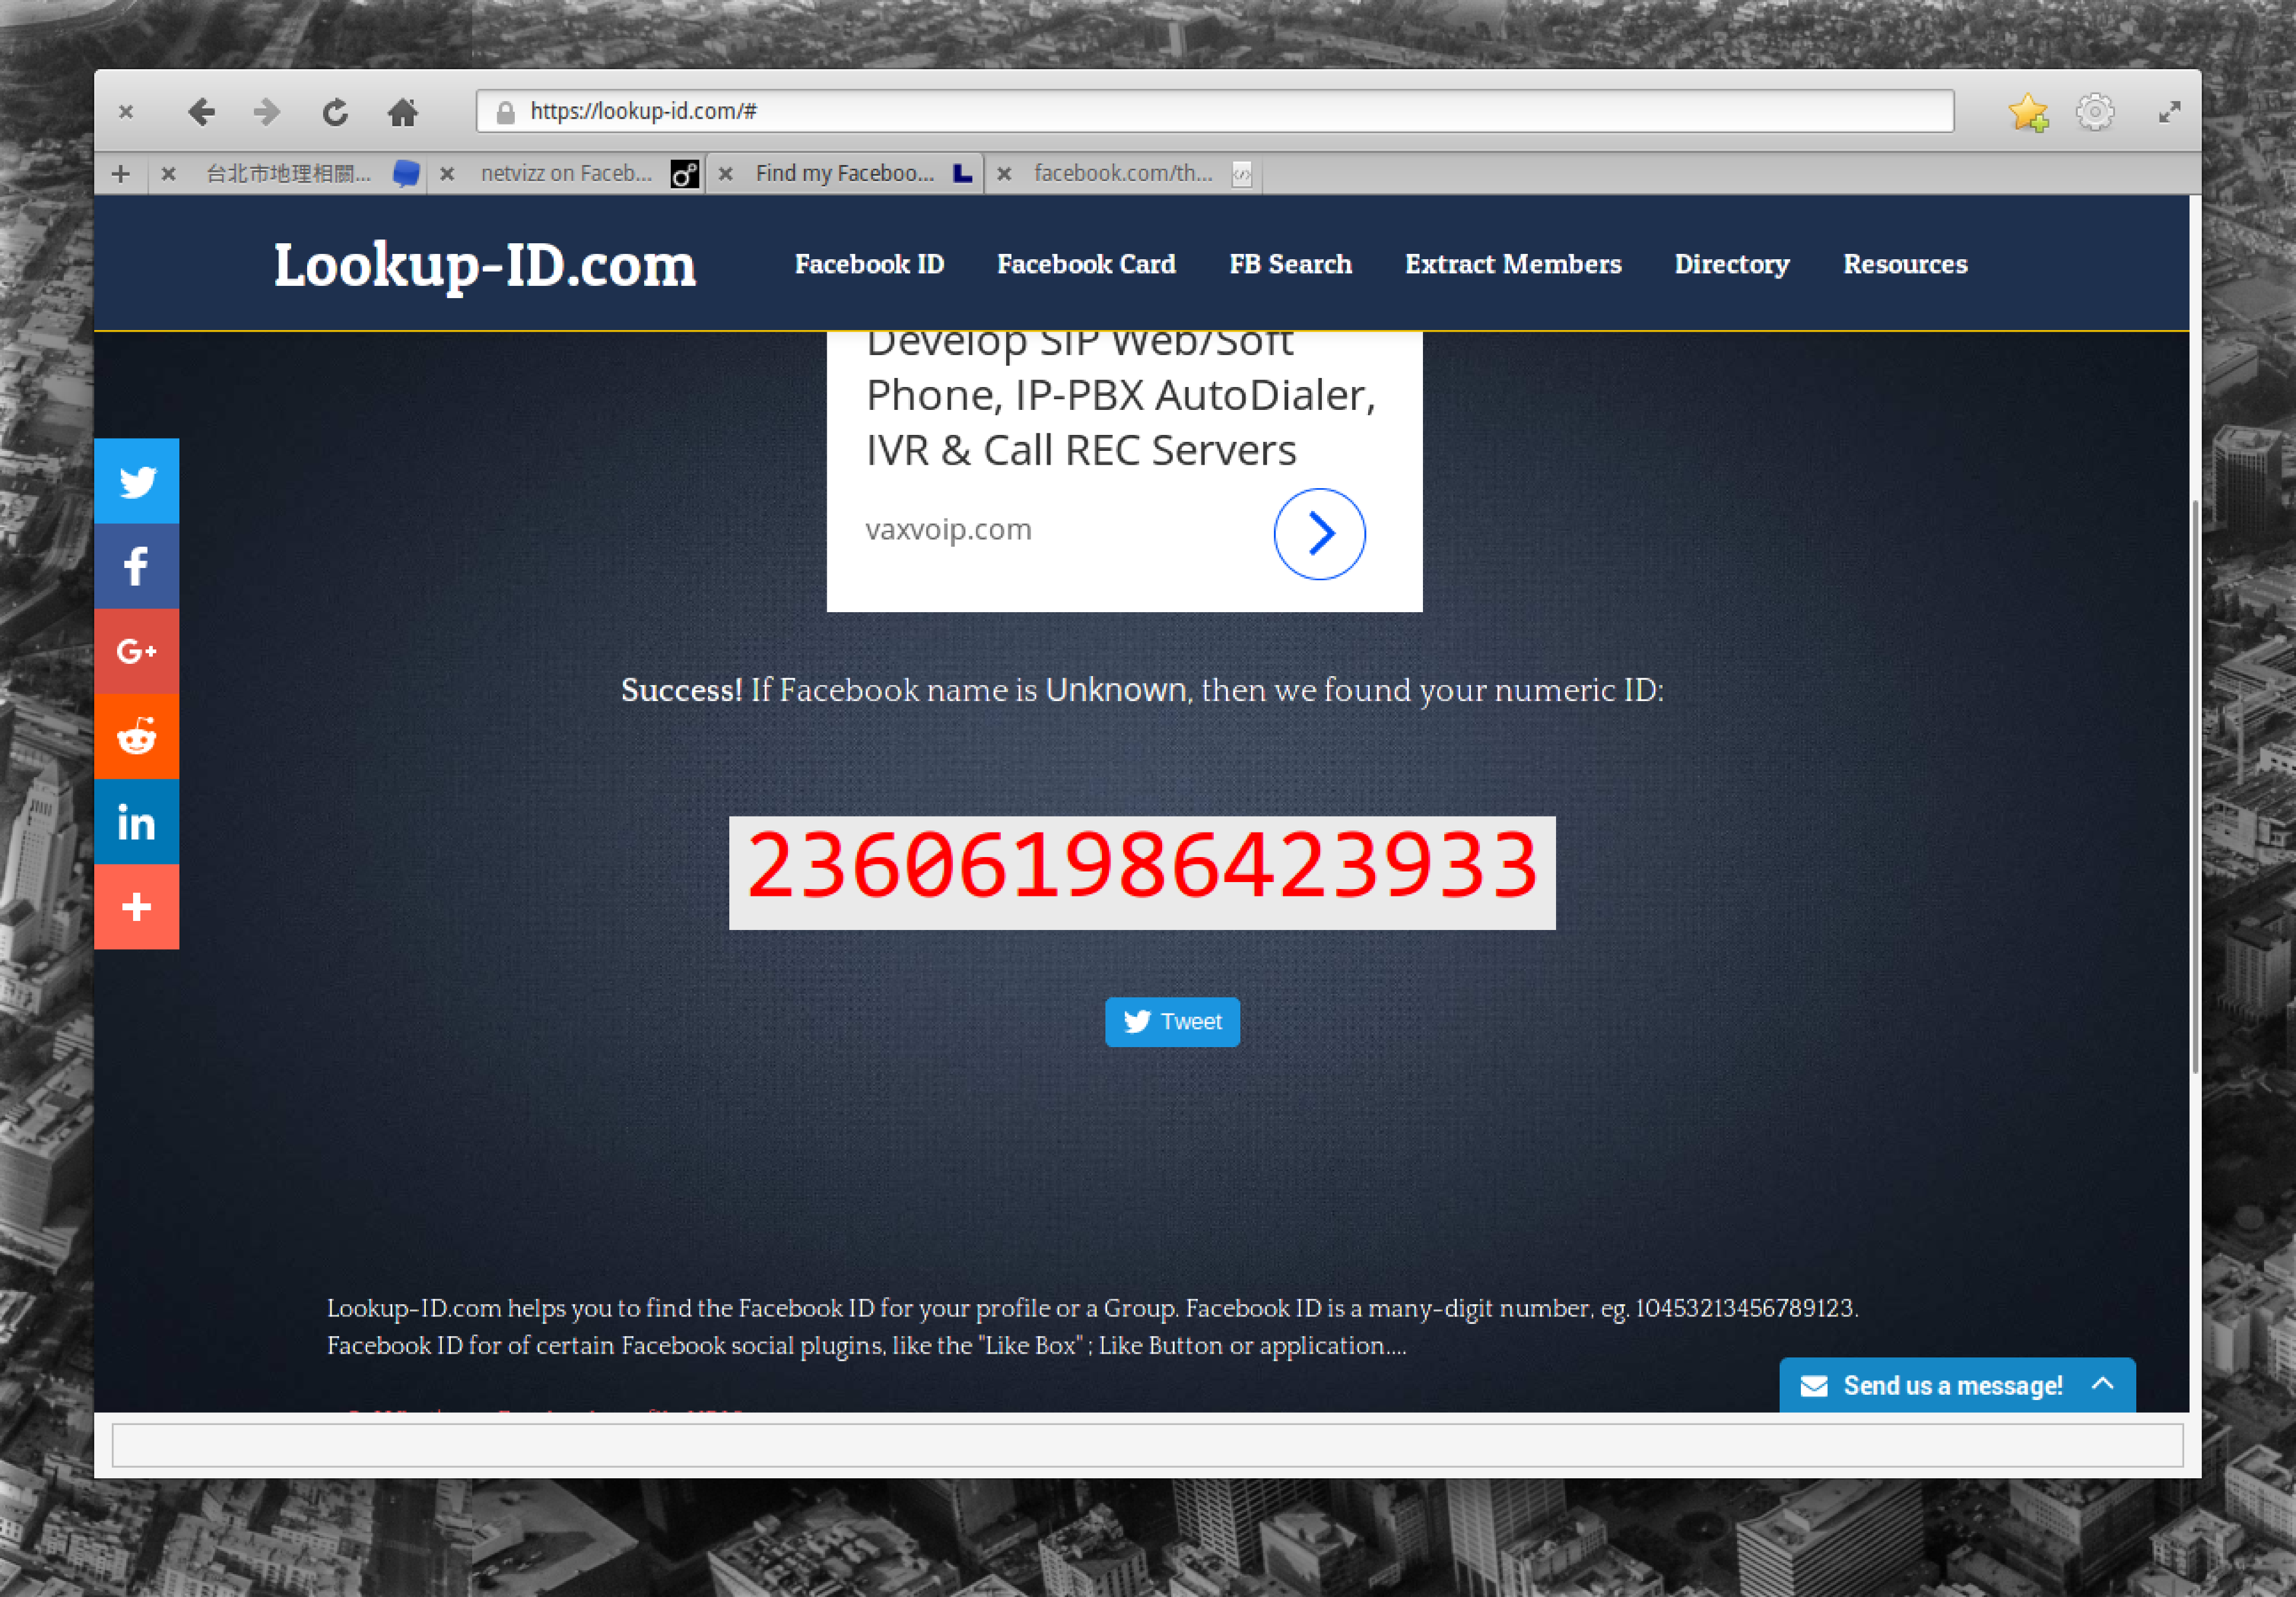 https://lookup-id.com/#
台北市地理相關...
netvizz on Faceb...
Find my Faceboo...
facebook.com/th...
Lookup-ID.com
Facebook ID
Facebook Card
FB Search
Extract Members
Directory
Resources
Develop SIP Web/Soft
Phone, IP-PBX AutoDialer,
IVR & Call REC Servers
vaxvoip.com
G+
in
Success! If Facebook name is Unknown, then we found your numeric ID:
236061986423933
Tweet
Lookup-ID.com helps you to find the Facebook ID for your profile or a Group. Facebook ID is a many-digit number, eg. 10453213456789123.
Facebook ID for of certain Facebook social plugins, like the "Like Box" ; Like Button or application....
Send us a message!